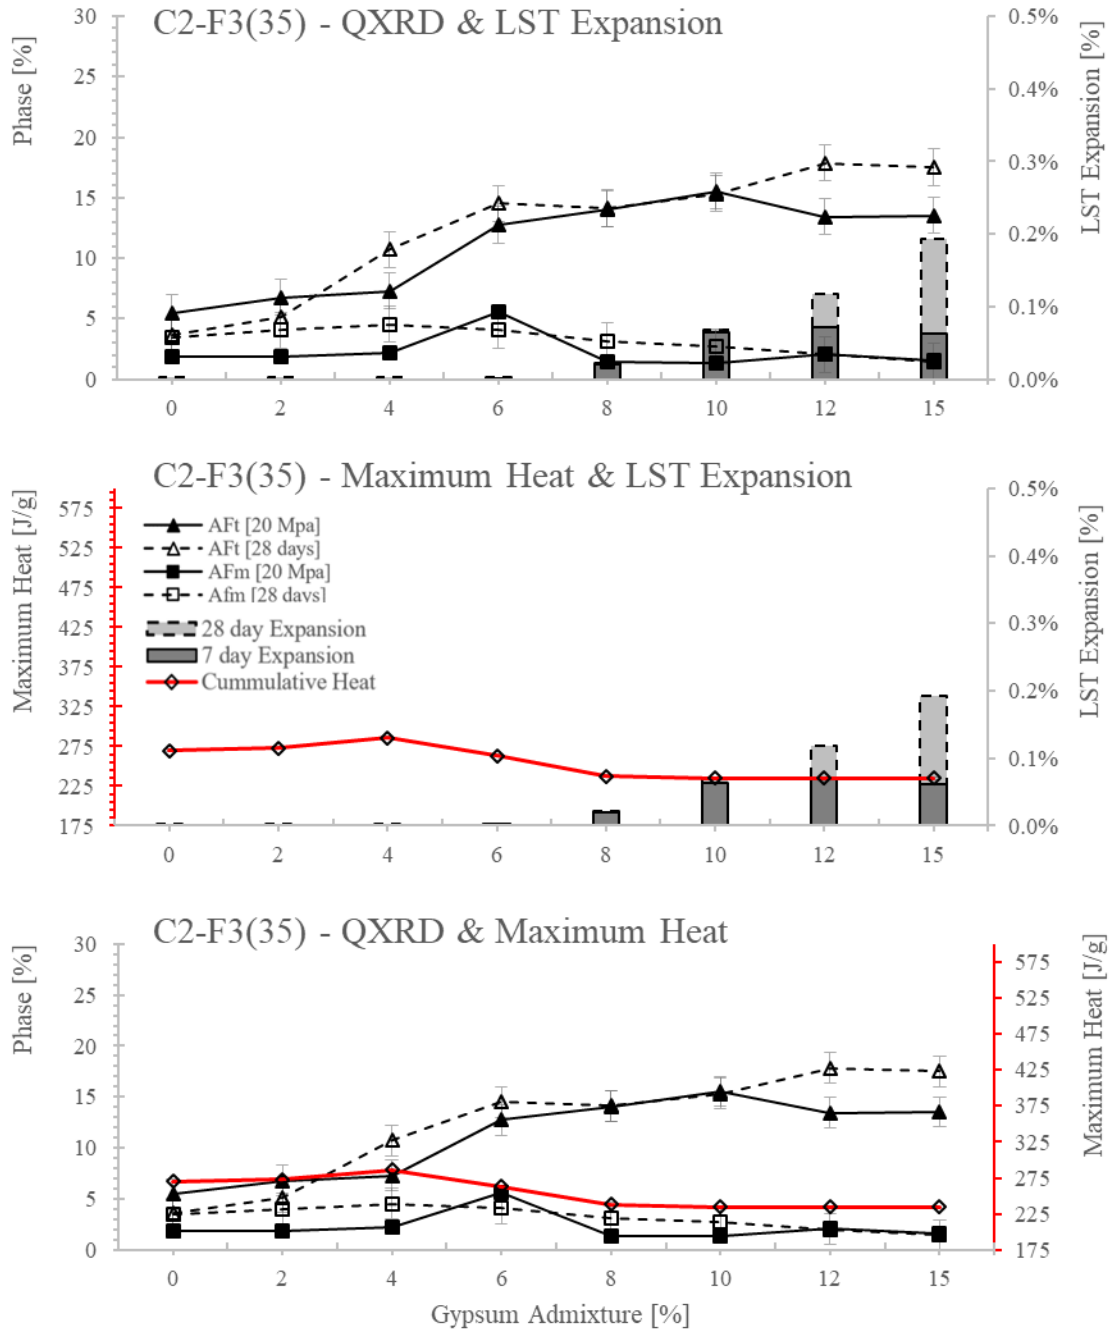 C2-F3(35) - QXRD & LST Expansion
Phase [%]
30
25
20
15
10
5
0
0.5%
0.4%
0.3%
0.2%
0.1%
0.0%
LST Expansion [%]
0 2 4 6 8 10 12 15
C2-F3(35) - Maximum Heat & LST Expansion
Maximum Heat [J/g]
575
525
475
425
375
325
275
225
175
AFt [20 Mpa]
AFt [28 days]
AFm [20 Mpa]
Afm [28 days]
28 day Expansion
7 day Expansion
Cummulative Heat
0.5%
0.4%
0.3%
0.2%
0.1%
0.0%
LST Expansion [%]
0 2 4 6 8 10 12 15
C2-F3(35) - QXRD & Maximum Heat
Phase [%]
30
25
20
15
10
5
0
575
525
475
425
375
325
275
225
175
Maximum Heat [J/g]
0 2 4 6 8 10 12 15
Gypsum Admixture [%]